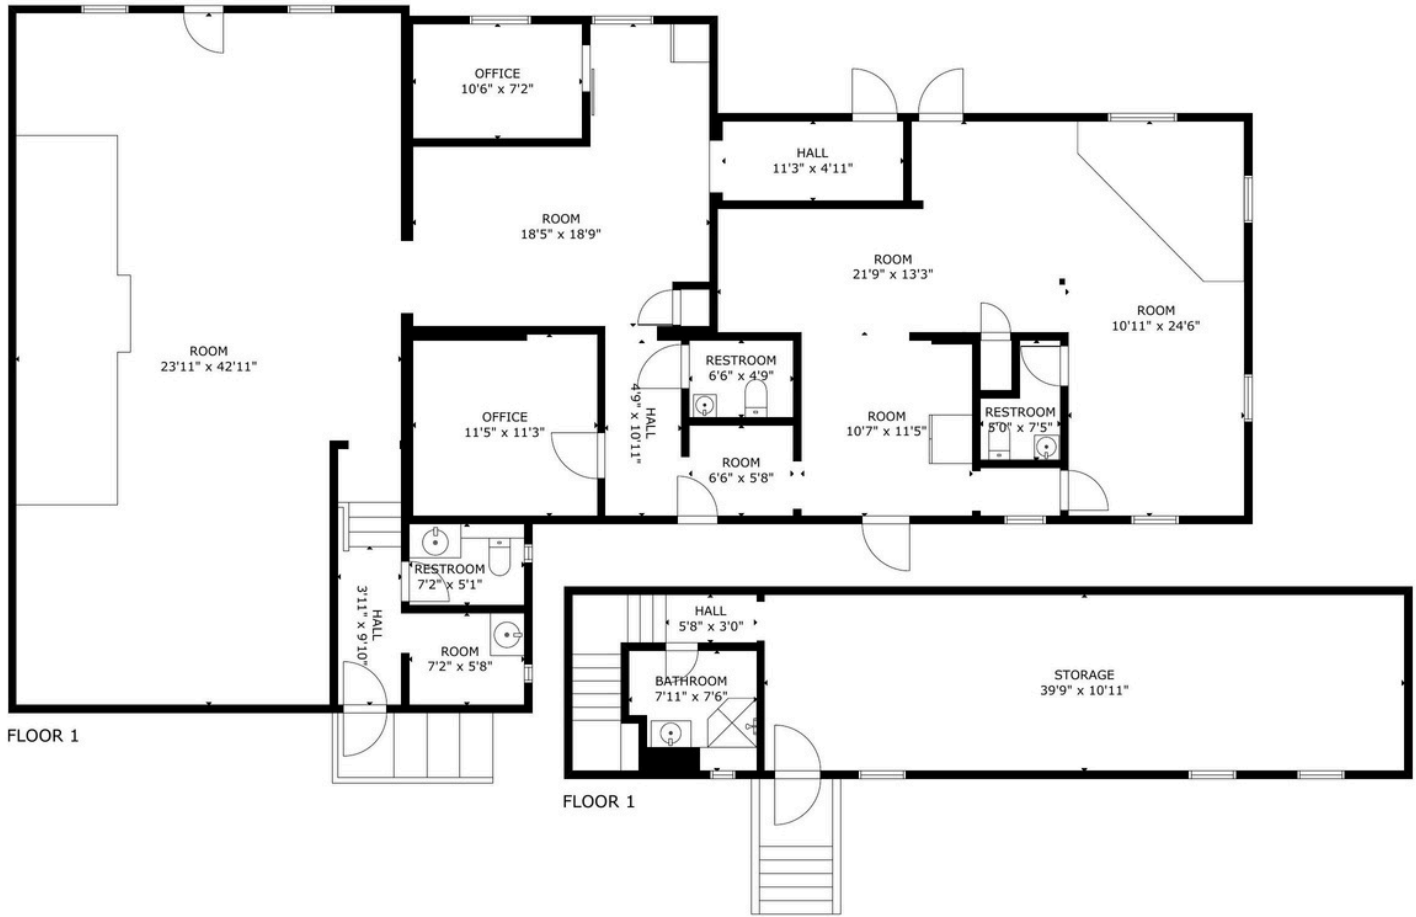 OFFICE
10'6" x 7'2"
HALL
11'3" x 4'11"
ROOM
18'5" x 18'9"
ROOM
21'9" x 13'3"
ROOM
10'11" x 24'6"
ROOM
23'11" x 42'11"
RESTROOM
6'6" x 4'9"
OFFICE
11'5" x 11'3"
HALL
4'9" x 10'11"
ROOM
10'7" x 11'5"
RESTROOM
5'0" x 7'5"
ROOM
6'6" x 5'8"
RESTROOM
7'2" x 5'1"
HALL
3'11" x 9'10"
ROOM
7'2" x 5'8"
FLOOR 1
HALL
5'8" x 3'0"
BATHROOM
7'11" x 7'6"
STORAGE
39'9" x 10'11"
FLOOR 1